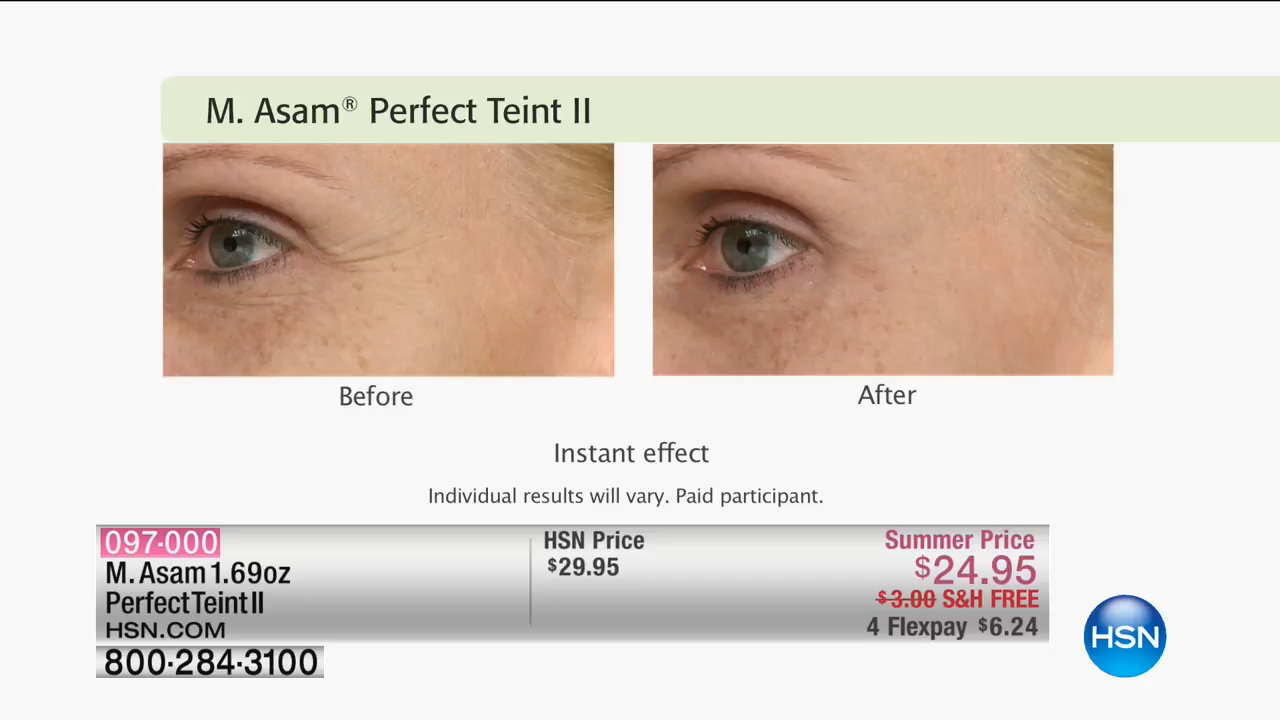 M. Asam® Perfect Teint II
Before
After
Instant effect
Individual results will vary. Paid participant.
097-000
M. Asam 1.69oz
Perfect Teint II
HSN.COM
800-284-3100
HSN Price
$29.95
Summer Price
$24.95
$3.00 S&H FREE
4 Flexpay $6.24
HSN